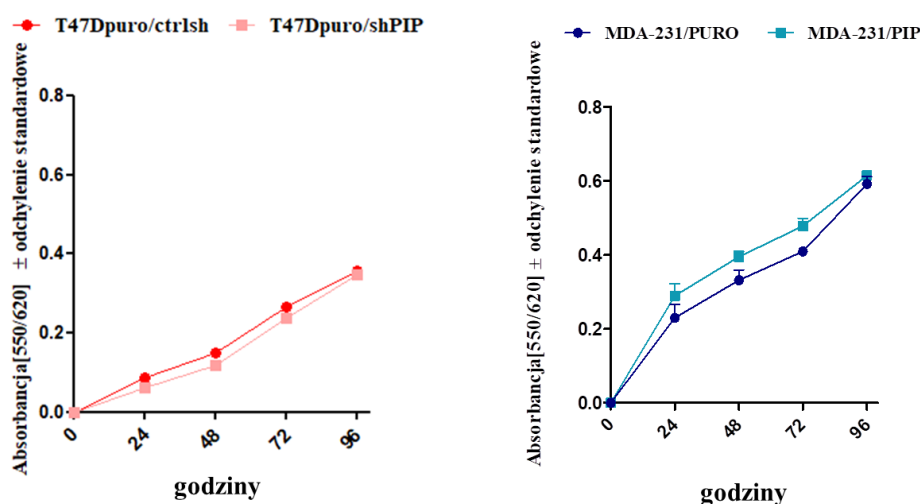 T47Dpuro/ctrlsh T47Dpuro/shPIP
Absorbancja[550/620] ± odchylenie standardowe
0.8
0.6
0.4
0.2
0.0
0 24 48 72 96
godziny
MDA-231/PURO MDA-231/PIP
Absorbancja[550/620] ± odchylenie standardowe
0.8
0.6
0.4
0.2
0.0
0 24 48 72 96
godziny